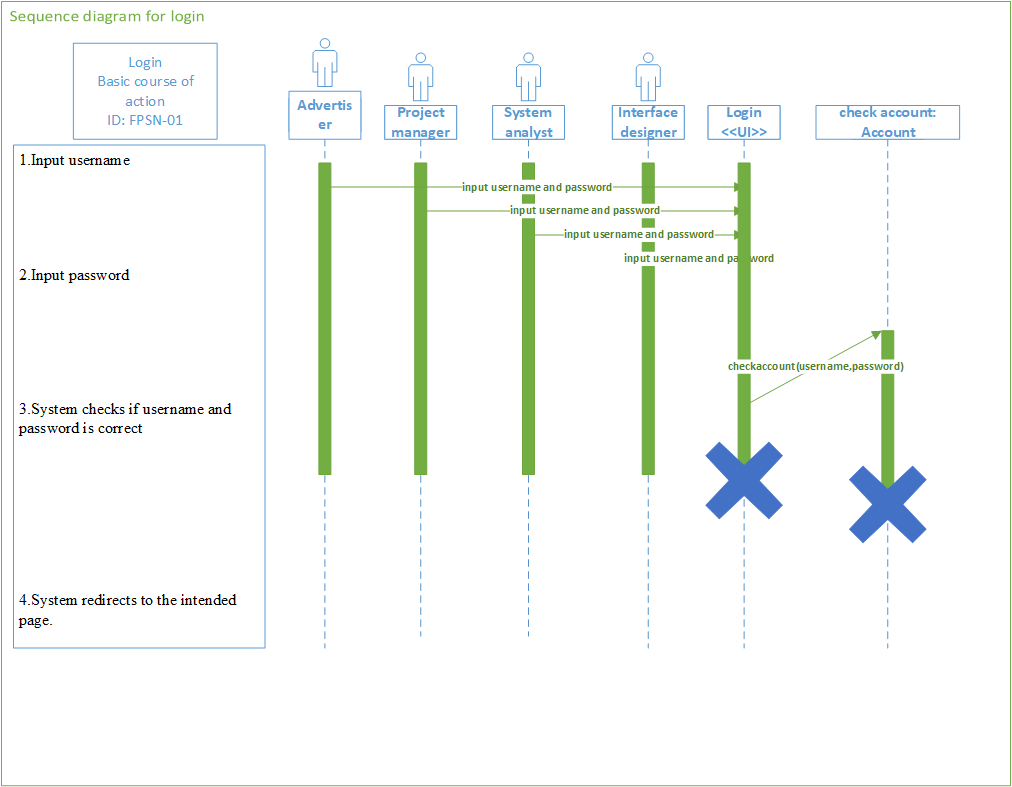 Sequence diagram for login
Login
Basic course of
action
ID: FPSN-01
Advertis
er
Project
manager
System
analyst
Interface
designer
Login
<<UI>>
check account:
Account
1.Input username
input username and password
input username and password
input username and password
input username and password
2.Input password
checkaccount(username,password)
3.System checks if username and
password is correct
4.System redirects to the intended
page.